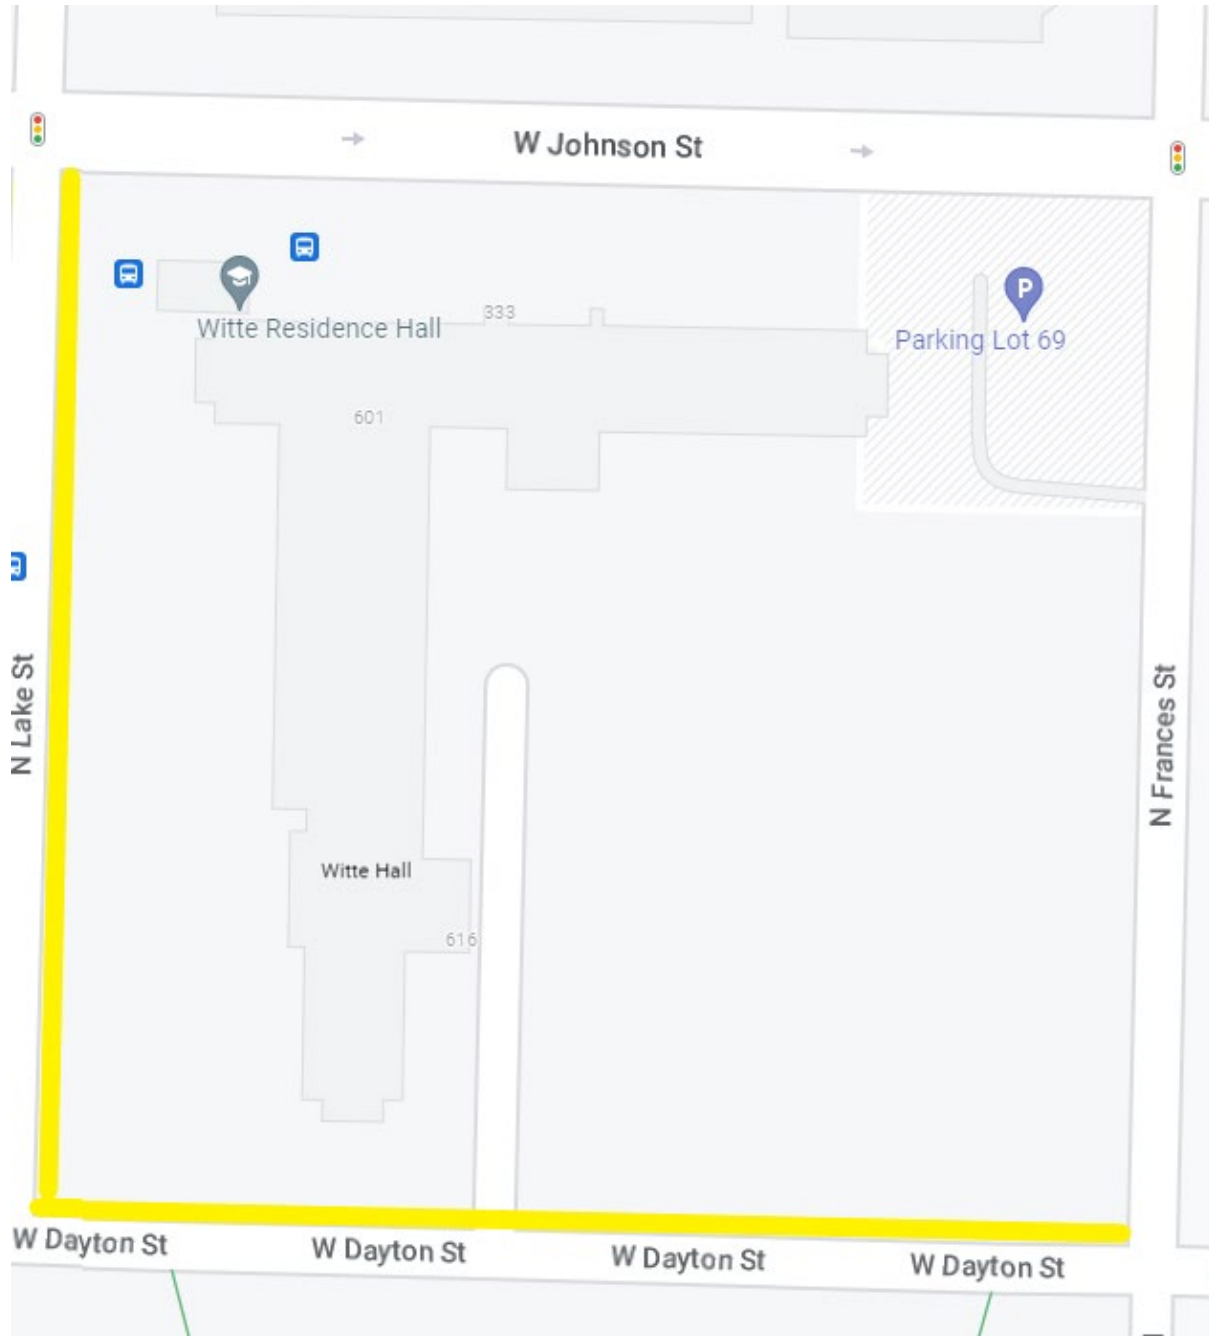 W Johnson St
333
Witte Residence Hall
P
Parking Lot 69
601
N Lake St
N Frances St
Witte Hall
616
W Dayton St
W Dayton St
W Dayton St
W Dayton St